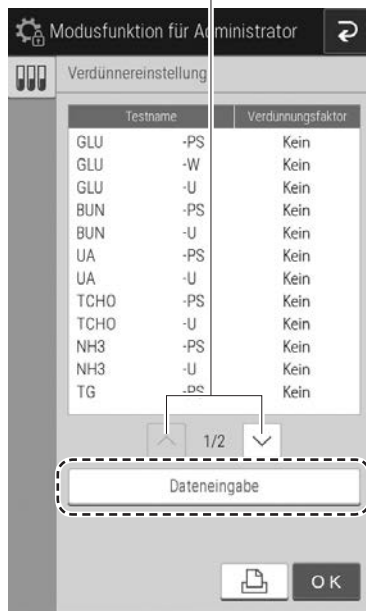 Modusfunktion für Administrator
Verdünnereinstellung
Testname Verdünnungsfaktor
GLU -PS Kein
GLU -W Kein
GLU -U Kein
BUN -PS Kein
BUN -U Kein
UA -PS Kein
UA -U Kein
TCHO -PS Kein
TCHO -U Kein
NH3 -PS Kein
NH3 -U Kein
TG -PS Kein
1/2
Dateneingabe
OK